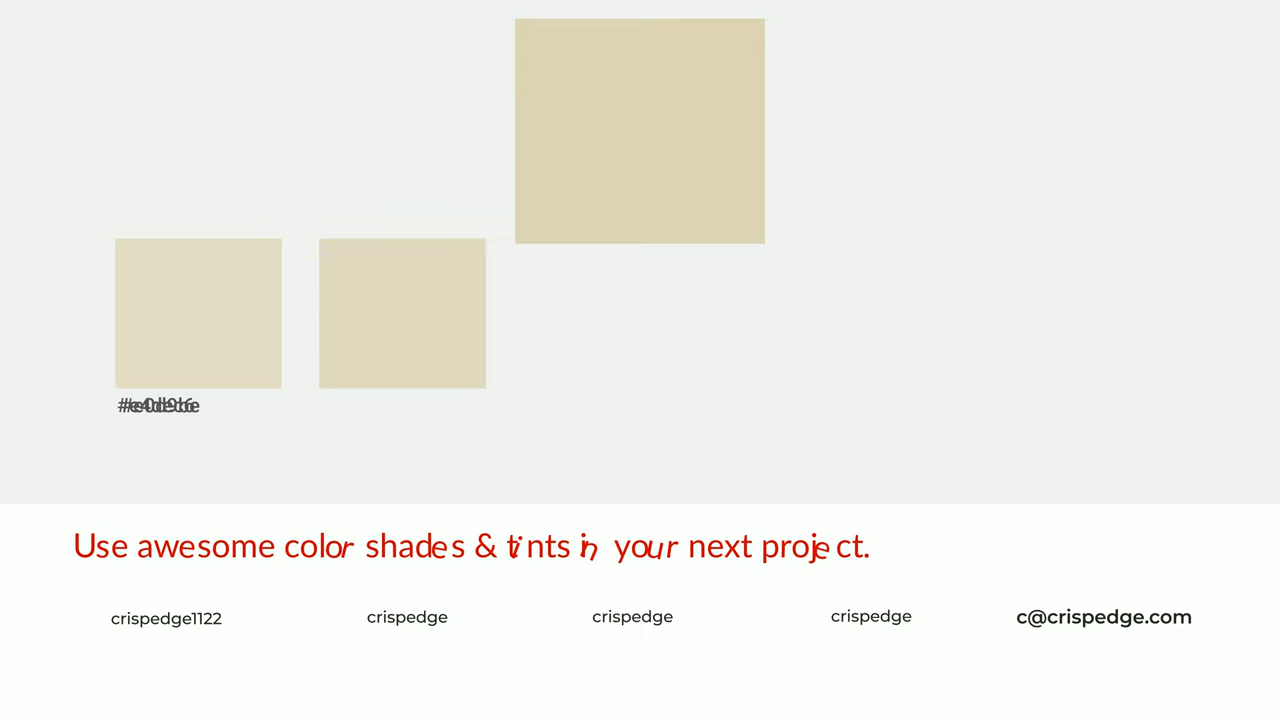 Use awesome color shades & tints in your next project.
crispedge1122 crispedge crispedge crispedge c@crispedge.com